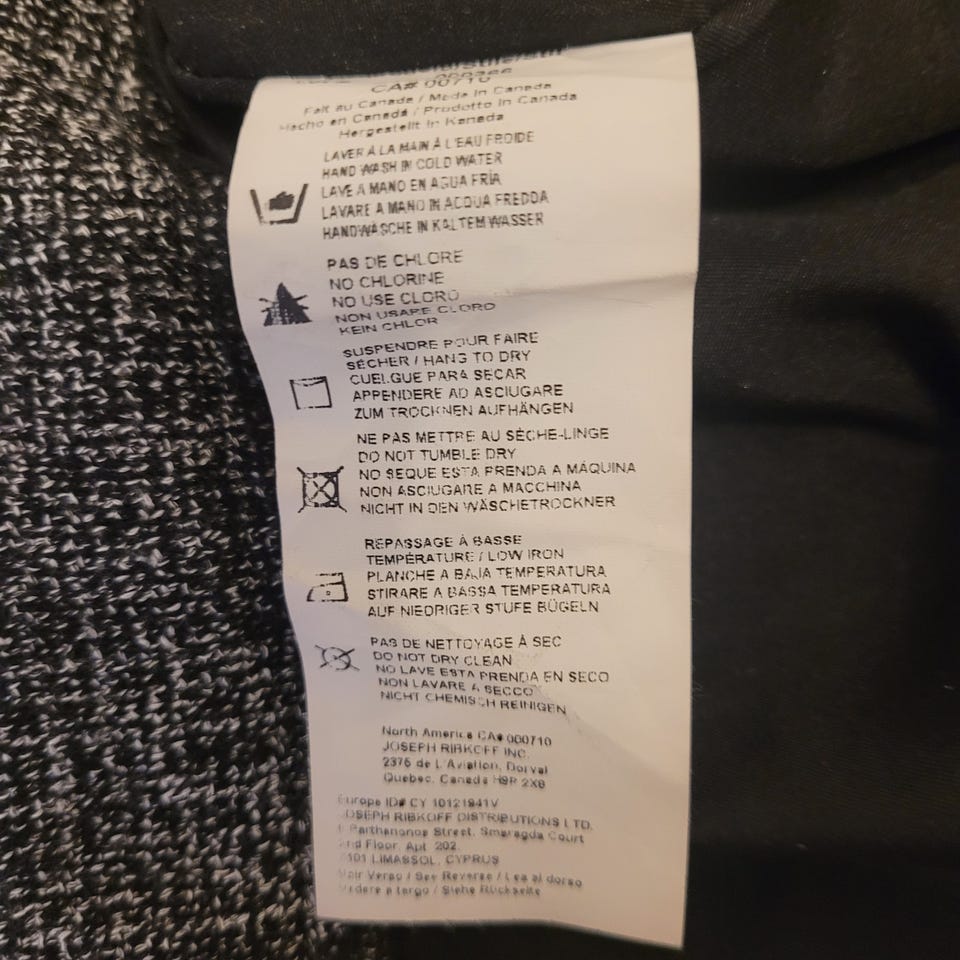 CA# 00710
Fait au Canada / Made in Canada
Hecho en Canadá / Prodotto in Canada
Hergestellt in Kanada
LAVER À LA MAIN À L'EAU FROIDE
HAND WASH IN COLD WATER
LAVE A MANO EN AGUA FRÍA
LAVARE A MANO IN ACQUA FREDDA
HANDWÄSCHE IN KALTEM WASSER
PAS DE CHLORE
NO CHLORINE
NO USE CLORO
NON USARE CLORO
KEIN CHLOR
SUSPENDRE POUR FAIRE
SÉCHER / HANG TO DRY
CUELGUE PARA SECAR
APPENDERE AD ASCIUGARE
ZUM TROCKNEN AUFHÄNGEN
NE PAS METTRE AU SÈCHE-LINGE
DO NOT TUMBLE DRY
NO SEQUE ESTA PRENDA A MÁQUINA
NON ASCIUGARE A MACCHINA
NICHT IN DEN WÄSCHETROCKNER
REPASSAGE À BASSE
TEMPÉRATURE / LOW IRON
PLANCHE A BAJA TEMPERATURA
STIRARE A BASSA TEMPERATURA
AUF NIEDRIGER STUFE BÜGELN
PAS DE NETTOYAGE À SEC
DO NOT DRY CLEAN
NO LAVE ESTA PRENDA EN SECO
NON LAVARE A SECCO
NICHT CHEMISCH REINIGEN
North America CA# 000710
JOSEPH RIBKOFF INC.
2375 de L'Aviation, Dorval
Quebec, Canada H9P 2X6
Europe ID# CY 10121941V
JOSEPH RIBKOFF DISTRIBUTIONS LTD.
Parthenonos Street, Smaragda Court
2nd Floor, Apt 202,
LIMASSOL, CYPRUS
Voir Verso / See Reverse / Lea al dorso
Vedere a tergo / Siehe Rückseite